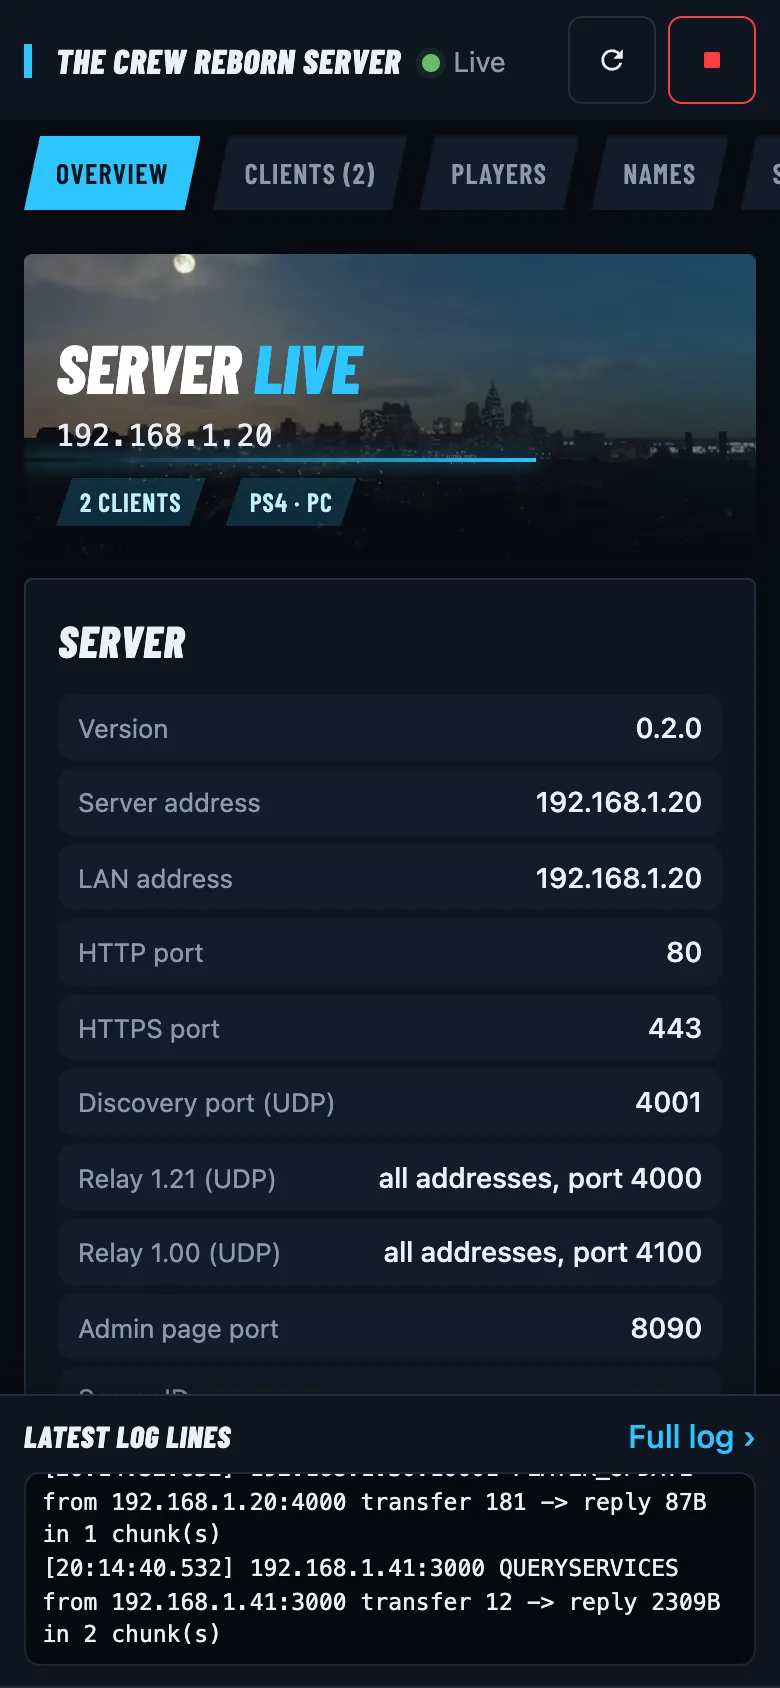 THE CREW REBORN SERVER
Live
OVERVIEW
CLIENTS (2)
PLAYERS
NAMES
SERVER LIVE
192.168.1.20
2 CLIENTS
PS4 · PC
SERVER
Version 0.2.0
Server address 192.168.1.20
LAN address 192.168.1.20
HTTP port 80
HTTPS port 443
Discovery port (UDP) 4001
Relay 1.21 (UDP) all addresses, port 4000
Relay 1.00 (UDP) all addresses, port 4100
Admin page port 8090
LATEST LOG LINES
Full log ›
from 192.168.1.20:4000 transfer 181 -> reply 87B
in 1 chunk(s)
[20:14:40.532] 192.168.1.41:3000 QUERYSERVICES
from 192.168.1.41:3000 transfer 12 -> reply 2309B
in 2 chunk(s)